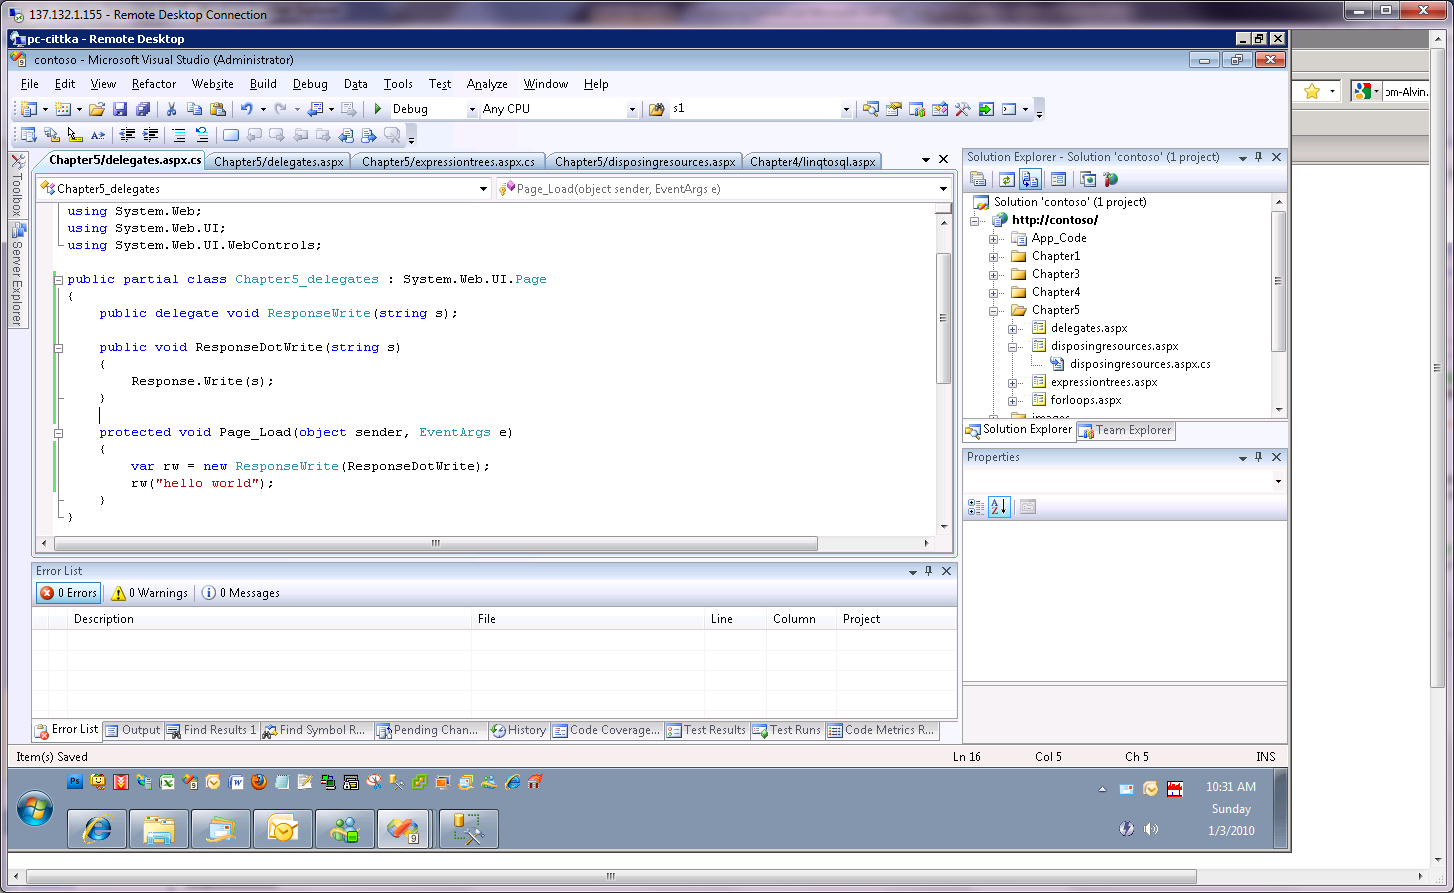 137.132.1.155 - Remote Desktop Connection
pc-cittka - Remote Desktop
contoso - Microsoft Visual Studio (Administrator)
File Edit View Refactor Website Build Debug Data Tools Test Analyze Window Help
Debug Any CPU s1
om-Alvin.
Chapter5/delegates.aspx.cs Chapter5/delegates.aspx Chapter5/expressiontrees.aspx.cs Chapter5/disposingresources.aspx Chapter4/linqtosql.aspx
Toolbox
Server Explorer
Chapter5_delegates Page_Load(object sender, EventArgs e)
using System.Web;
using System.Web.UI;
using System.Web.UI.WebControls;
public partial class Chapter5_delegates : System.Web.UI.Page
{
public delegate void ResponseWrite(string s);
public void ResponseDotWrite(string s)
{
Response.Write(s);
}
protected void Page_Load(object sender, EventArgs e)
{
var rw = new ResponseWrite(ResponseDotWrite);
rw("hello world");
}
}
Solution Explorer - Solution 'contoso' (1 project)
Solution 'contoso' (1 project)
http://contoso/
App_Code
Chapter1
Chapter3
Chapter4
Chapter5
delegates.aspx
disposingresources.aspx
disposingresources.aspx.cs
expressiontrees.aspx
forloops.aspx
images
Solution Explorer Team Explorer
Properties
Error List
0 Errors 0 Warnings 0 Messages
Description File Line Column Project
Error List Output Find Results 1 Find Symbol R... Pending Chan... History Code Coverage... Test Results Test Runs Code Metrics R...
Item(s) Saved Ln 16 Col 5 Ch 5 INS
10:31 AM
Sunday
1/3/2010